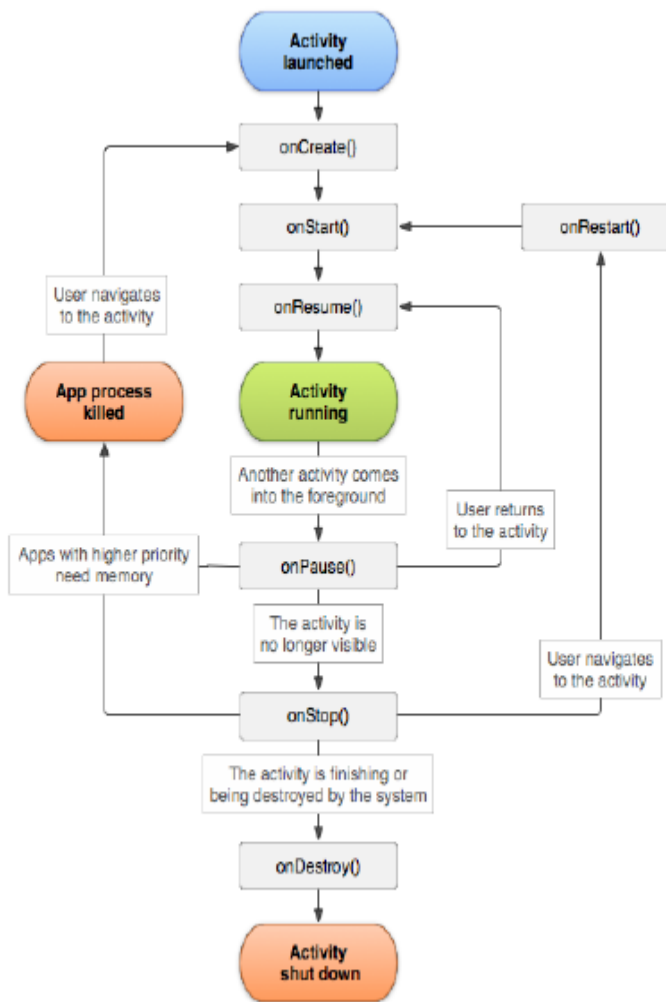 Activity
launched
onCreate()
onStart()
onRestart()
User navigates
to the activity
onResume()
App process
killed
Activity
running
Another activity comes
into the foreground
User returns
to the activity
Apps with higher priority
need memory
onPause()
The activity is
no longer visible
User navigates
to the activity
onStop()
The activity is finishing or
being destroyed by the system
onDestroy()
Activity
shut down